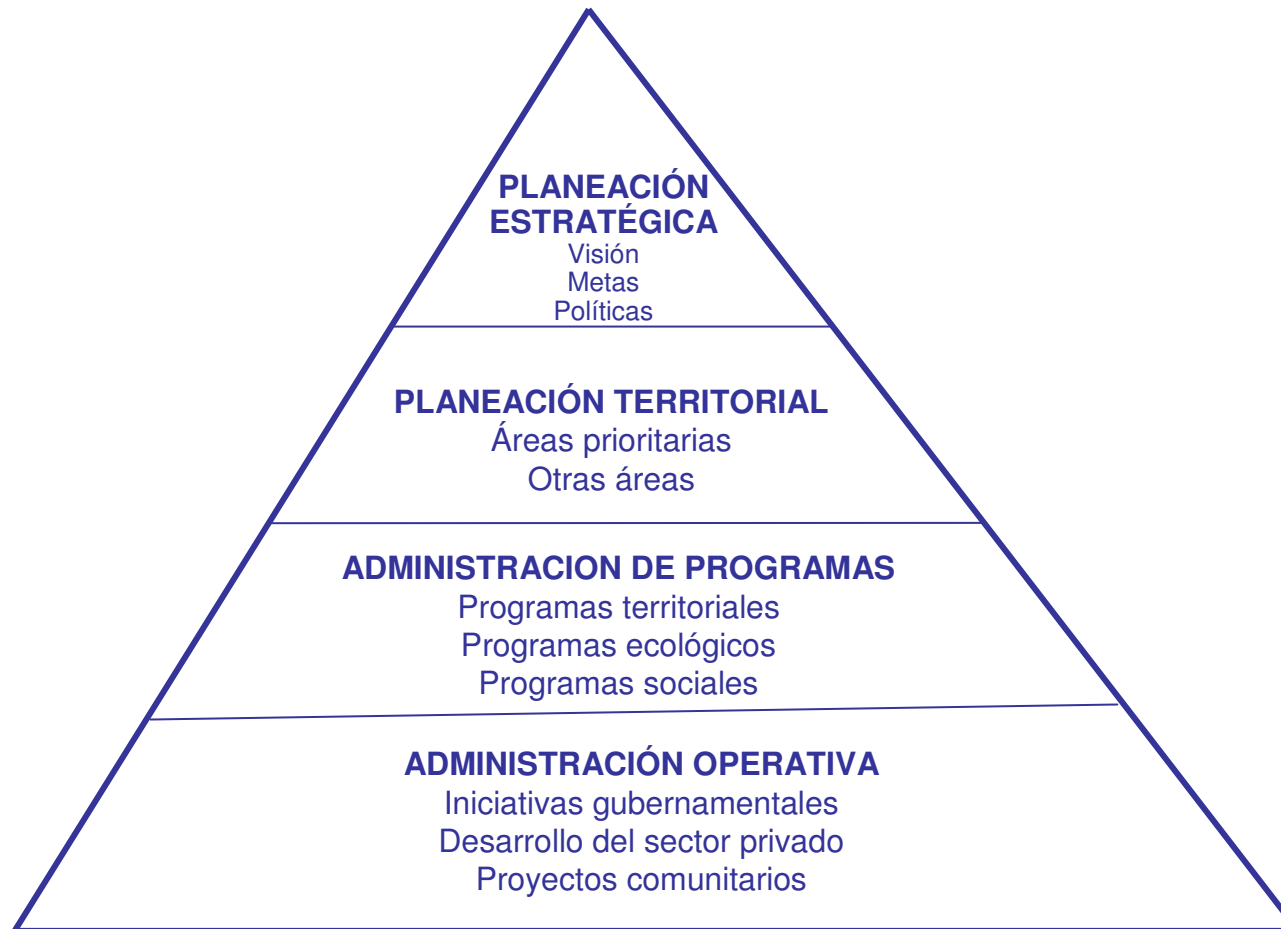 PLANEACIÓN
ESTRATÉGICA
Visión
Metas
Políticas
PLANEACIÓN TERRITORIAL
Áreas prioritarias
Otras áreas
ADMINISTRACION DE PROGRAMAS
Programas territoriales
Programas ecológicos
Programas sociales
ADMINISTRACIÓN OPERATIVA
Iniciativas gubernamentales
Desarrollo del sector privado
Proyectos comunitarios